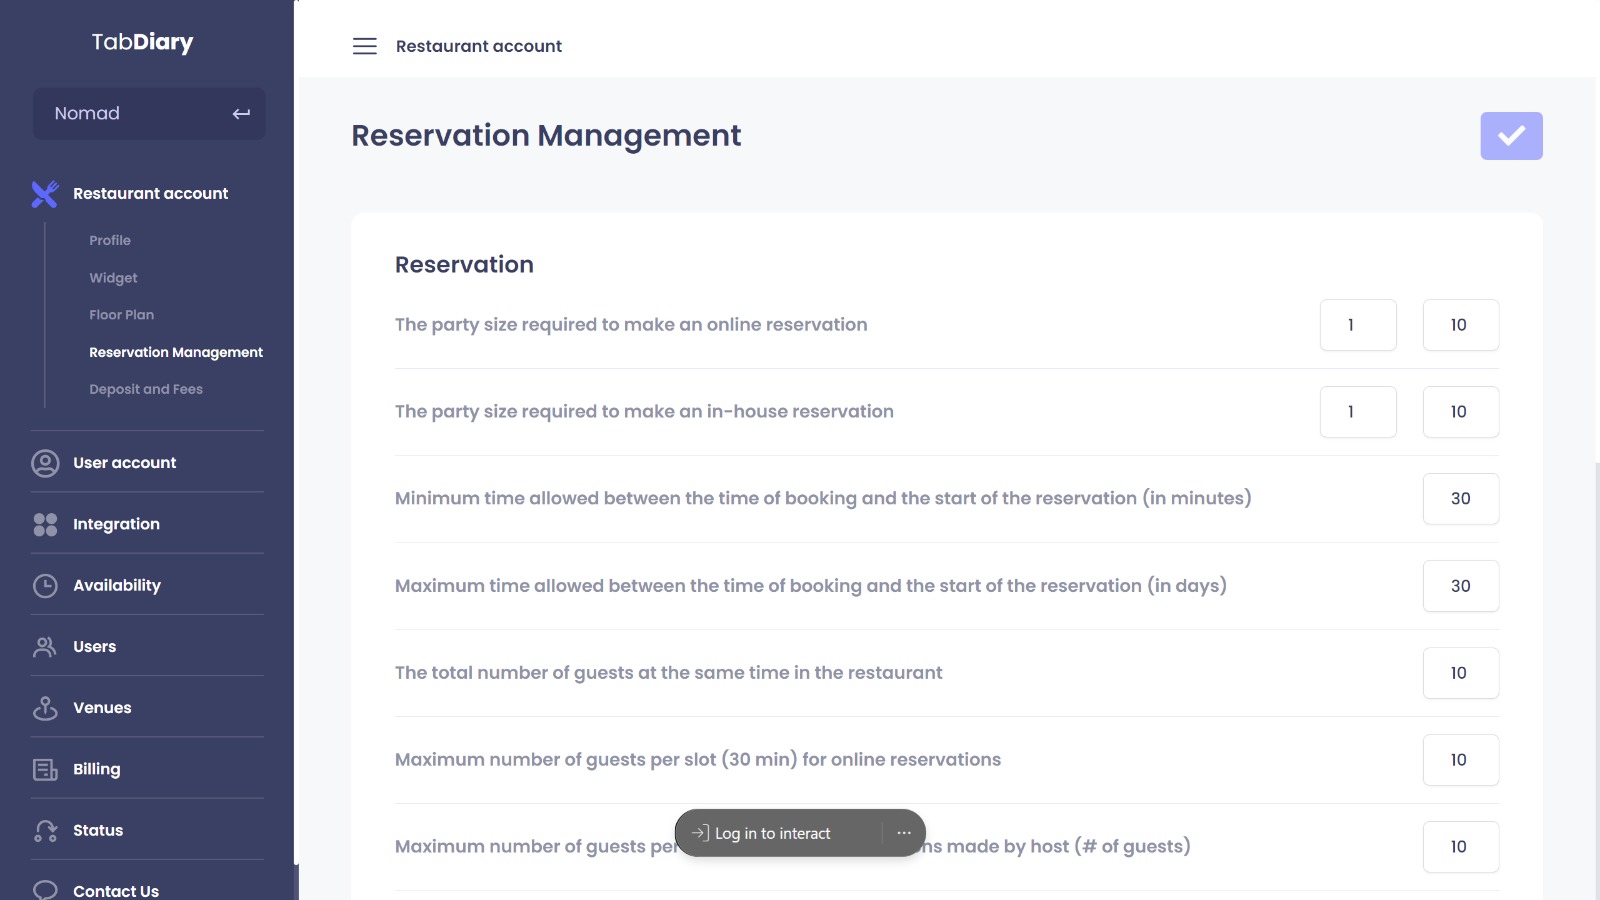 TabDiary
Nomad
Restaurant account
Profile
Widget
Floor Plan
Reservation Management
Deposit and Fees
User account
Integration
Availability
Users
Venues
Billing
Status
Contact Us
Restaurant account
Reservation Management
Reservation
The party size required to make an online reservation 1 10
The party size required to make an in-house reservation 1 10
Minimum time allowed between the time of booking and the start of the reservation (in minutes) 30
Maximum time allowed between the time of booking and the start of the reservation (in days) 30
The total number of guests at the same time in the restaurant 10
Maximum number of guests per slot (30 min) for online reservations 10
Log in to interact
Maximum number of guests made by host (# of guests) 10